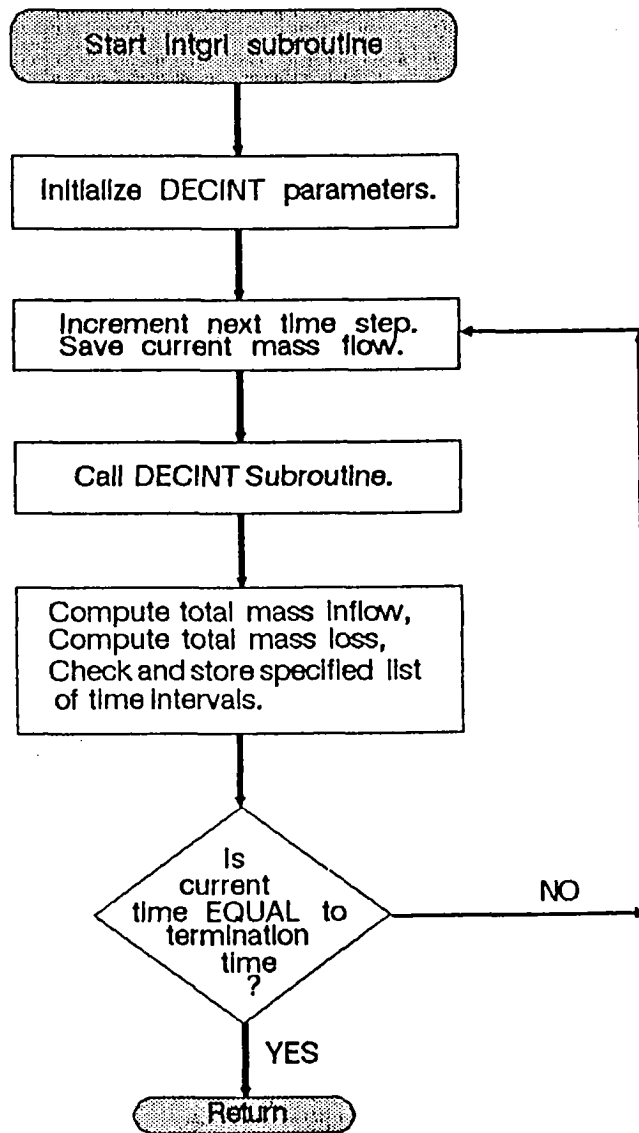 Start Intgrl subroutine
Initialize DECINT parameters.
Increment next time step.
Save current mass flow.
Call DECINT Subroutine.
Compute total mass inflow,
Compute total mass loss,
Check and store specified list
of time intervals.
Is
current
time EQUAL to
termination
time
?
NO
YES
Return